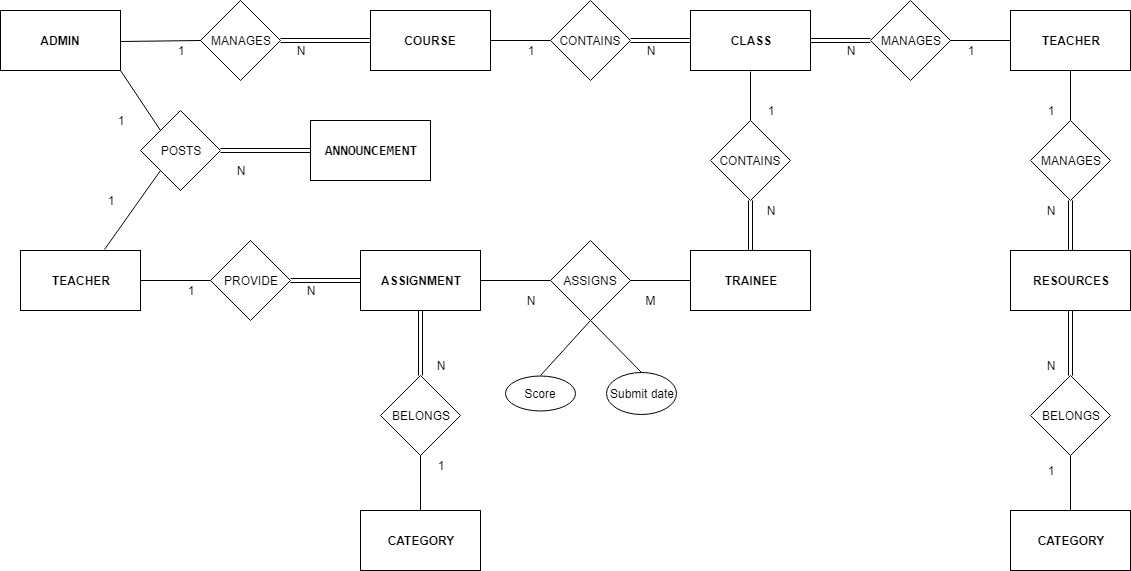 ADMIN
MANAGES
COURSE
CONTAINS
CLASS
MANAGES
TEACHER
1
N
1
N
N
1
1
POSTS
N
ANNOUNCEMENT
1
1
CONTAINS
N
1
MANAGES
N
TEACHER
PROVIDE
ASSIGNMENT
ASSIGNS
TRAINEE
RESOURCES
1
N
N
M
N
BELONGS
1
Score
Submit date
N
BELONGS
1
CATEGORY
CATEGORY